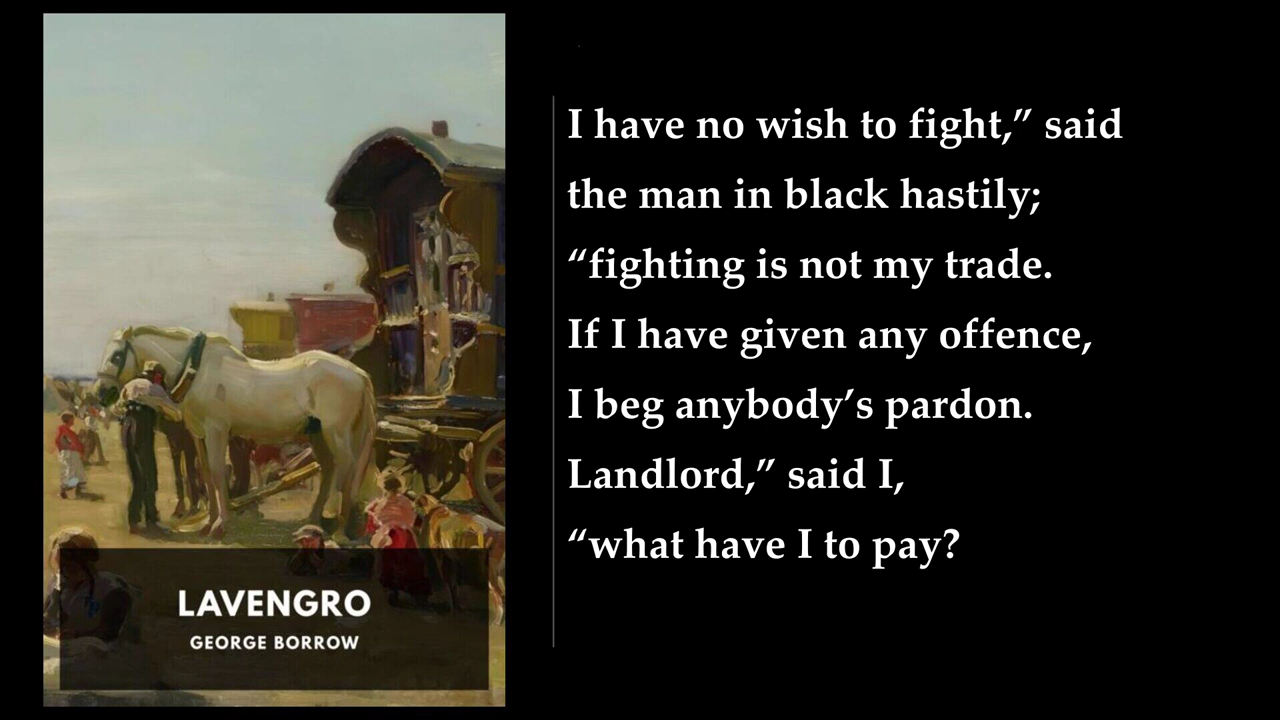 LAVENGRO
GEORGE BORROW
I have no wish to fight,” said
the man in black hastily;
“fighting is not my trade.
If I have given any offence,
I beg anybody’s pardon.
Landlord,” said I,
“what have I to pay?